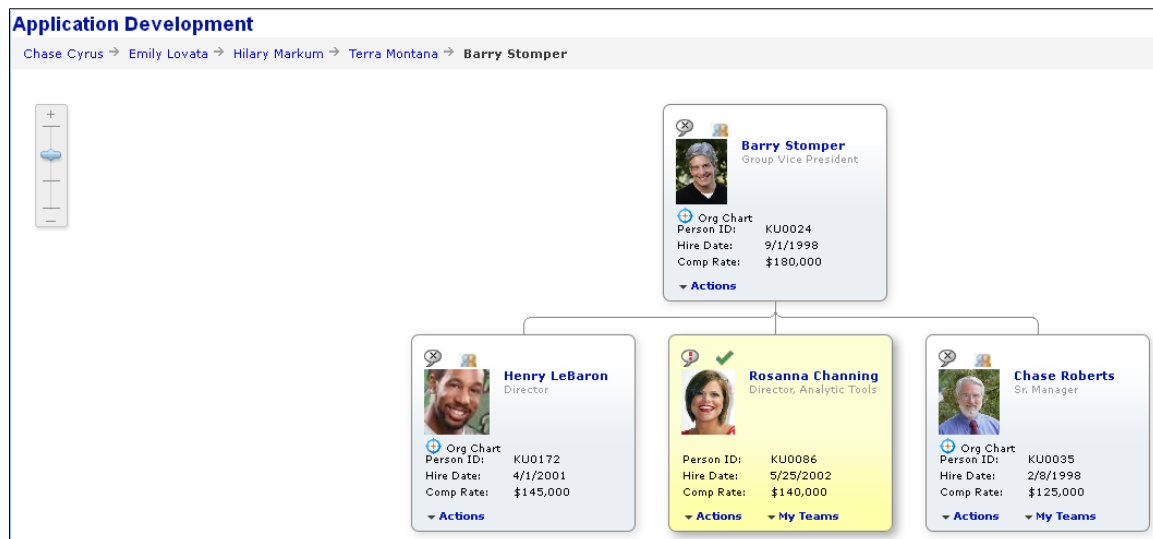 Application Development
Chase Cyrus → Emily Lovata → Hilary Markum → Terra Montana → Barry Stomper
+
−
Barry Stomper
Group Vice President
Org Chart
Person ID: KU0024
Hire Date: 9/1/1998
Comp Rate: $180,000
Actions
Henry LeBaron
Director
Org Chart
Person ID: KU0172
Hire Date: 4/1/2001
Comp Rate: $145,000
Actions
Rosanna Channing
Director, Analytic Tools
Person ID: KU0086
Hire Date: 5/25/2002
Comp Rate: $140,000
Actions My Teams
Chase Roberts
Sr. Manager
Org Chart
Person ID: KU0035
Hire Date: 2/8/1998
Comp Rate: $125,000
Actions My Teams